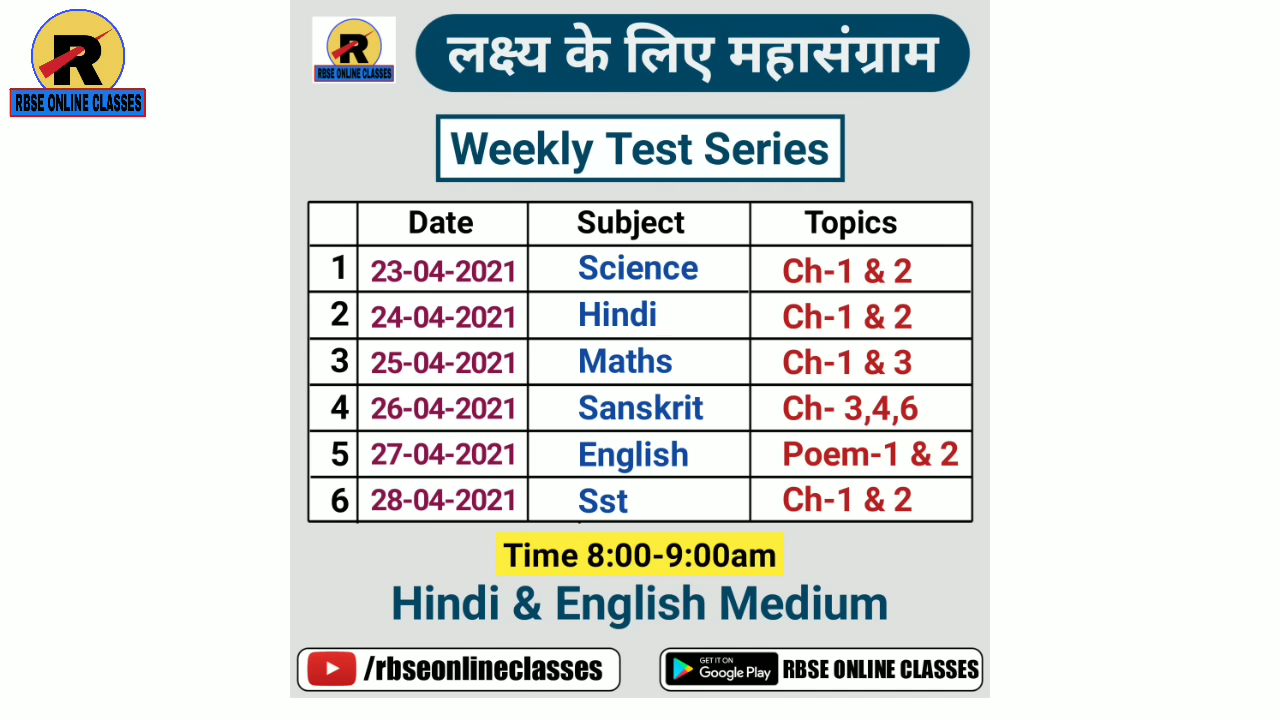 R
RBSE ONLINE CLASSES
R
RBSE ONLINE CLASSES
लक्ष्य के लिए महासंग्राम
Weekly Test Series
Date Subject Topics
1 23-04-2021 Science Ch-1 & 2
2 24-04-2021 Hindi Ch-1 & 2
3 25-04-2021 Maths Ch-1 & 3
4 26-04-2021 Sanskrit Ch- 3,4,6
5 27-04-2021 English Poem-1 & 2
6 28-04-2021 Sst Ch-1 & 2
Time 8:00-9:00am
Hindi & English Medium
/rbseonlineclasses
GET IT ON
Google Play
RBSE ONLINE CLASSES